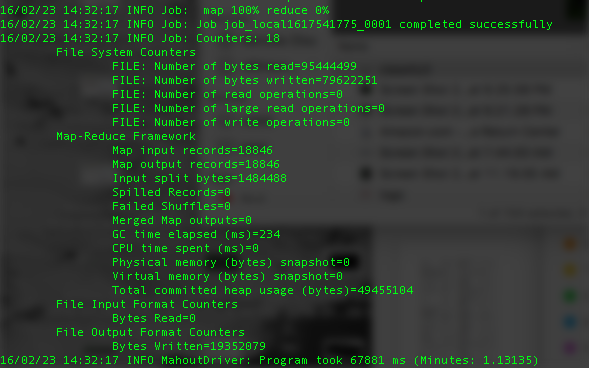 16/02/23 14:32:17 INFO Job:  map 100% reduce 0%
16/02/23 14:32:17 INFO Job: Job job_local1617541775_0001 completed successfully
16/02/23 14:32:17 INFO Job: Counters: 18
File System Counters
FILE: Number of bytes read=95444499
FILE: Number of bytes written=79622251
FILE: Number of read operations=0
FILE: Number of large read operations=0
FILE: Number of write operations=0
Map-Reduce Framework
Map input records=18846
Map output records=18846
Input split bytes=1484488
Spilled Records=0
Failed Shuffles=0
Merged Map outputs=0
GC time elapsed (ms)=234
CPU time spent (ms)=0
Physical memory (bytes) snapshot=0
Virtual memory (bytes) snapshot=0
Total committed heap usage (bytes)=49455104
File Input Format Counters
Bytes Read=0
File Output Format Counters
Bytes Written=19352079
16/02/23 14:32:17 INFO MahoutDriver: Program took 67881 ms (Minutes: 1.13135)